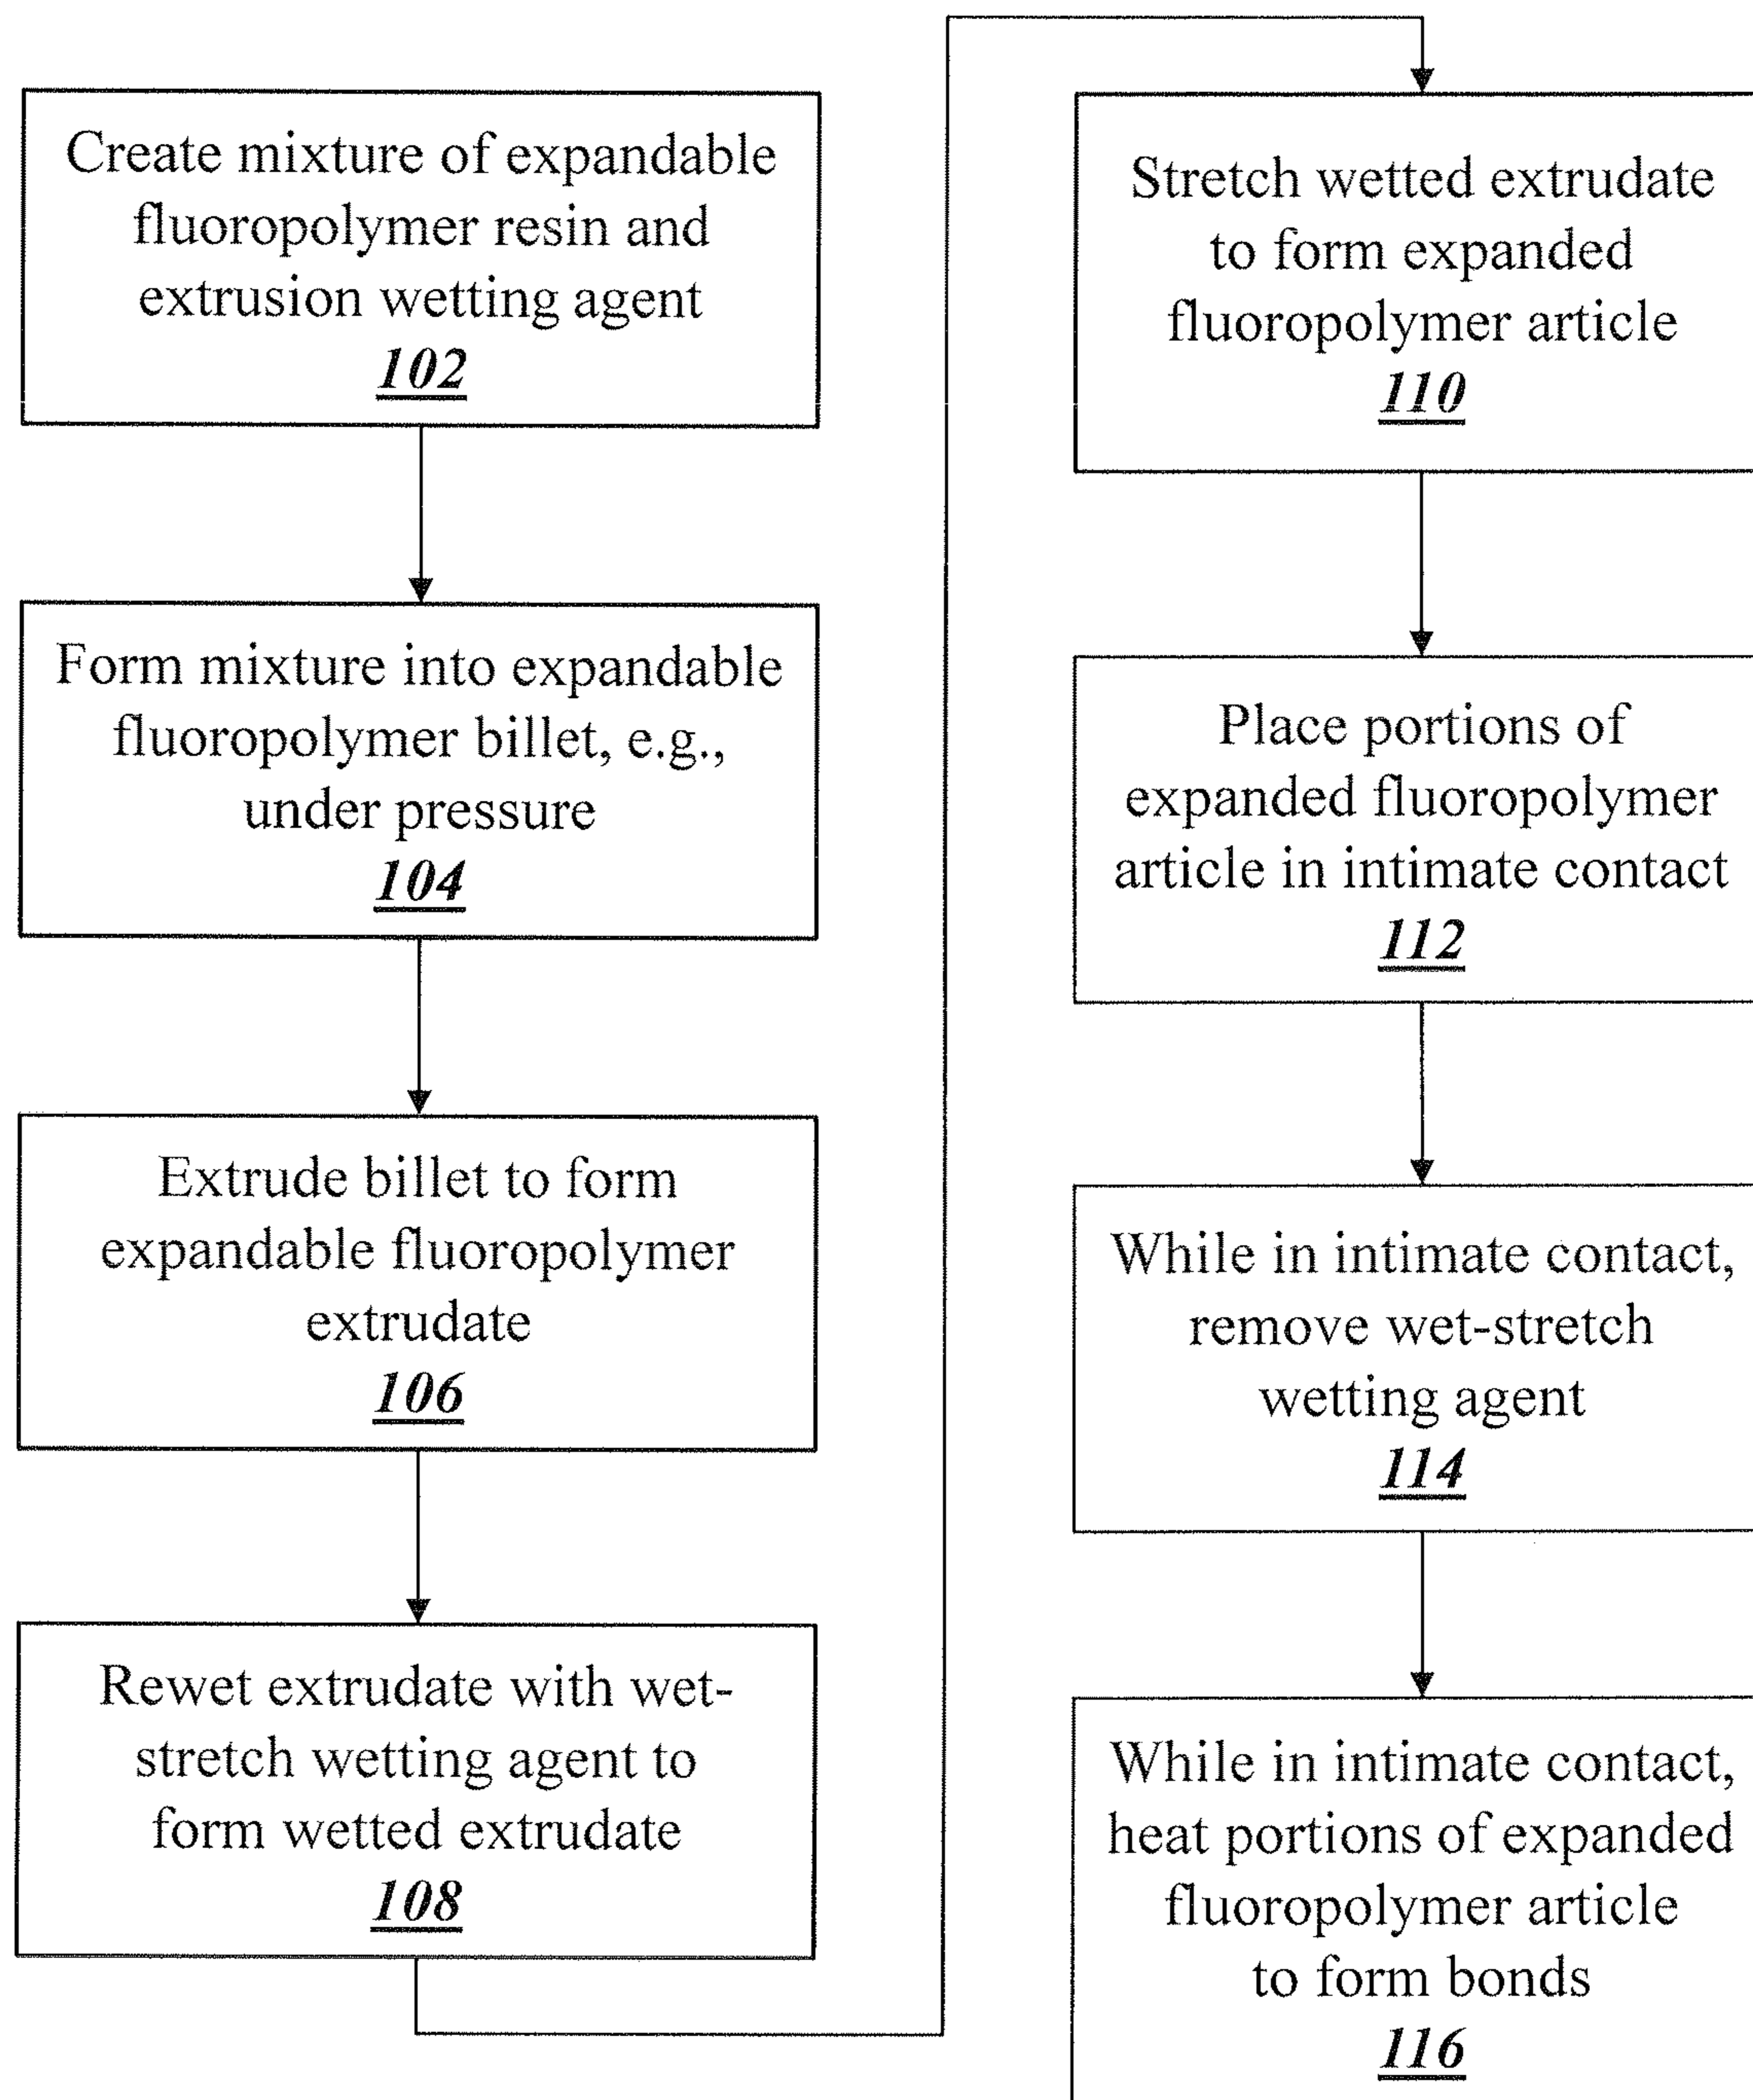 Create mixture of expandable
fluoropolymer resin and
extrusion wetting agent
102
Form mixture into expandable
fluoropolymer billet, e.g.,
under pressure
104
Extrude billet to form
expandable fluoropolymer
extrudate
106
Rewet extrudate with wet-
stretch wetting agent to
form wetted extrudate
108
Stretch wetted extrudate
to form expanded
fluoropolymer article
110
Place portions of
expanded fluoropolymer
article in intimate contact
112
While in intimate contact,
remove wet-stretch
wetting agent
114
While in intimate contact,
heat portions of expanded
fluoropolymer article
to form bonds
116